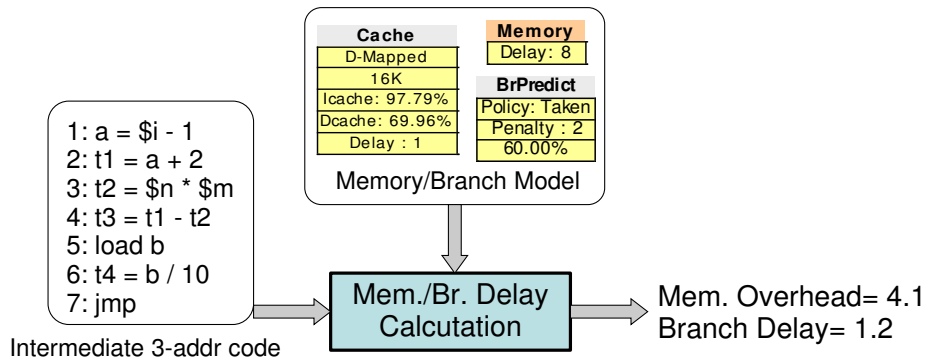 Cache
D-Mapped
16K
Icache: 97.79%
Dcache: 69.96%
Delay : 1
Memory
Delay: 8
BrPredict
Policy: Taken
Penalty : 2
60.00%
Memory/Branch Model
1: a = $i - 1
2: t1 = a + 2
3: t2 = $n * $m
4: t3 = t1 - t2
5: load b
6: t4 = b / 10
7: jmp
Intermediate 3-addr code
Mem./Br. Delay
Calcutation
Mem. Overhead= 4.1
Branch Delay= 1.2